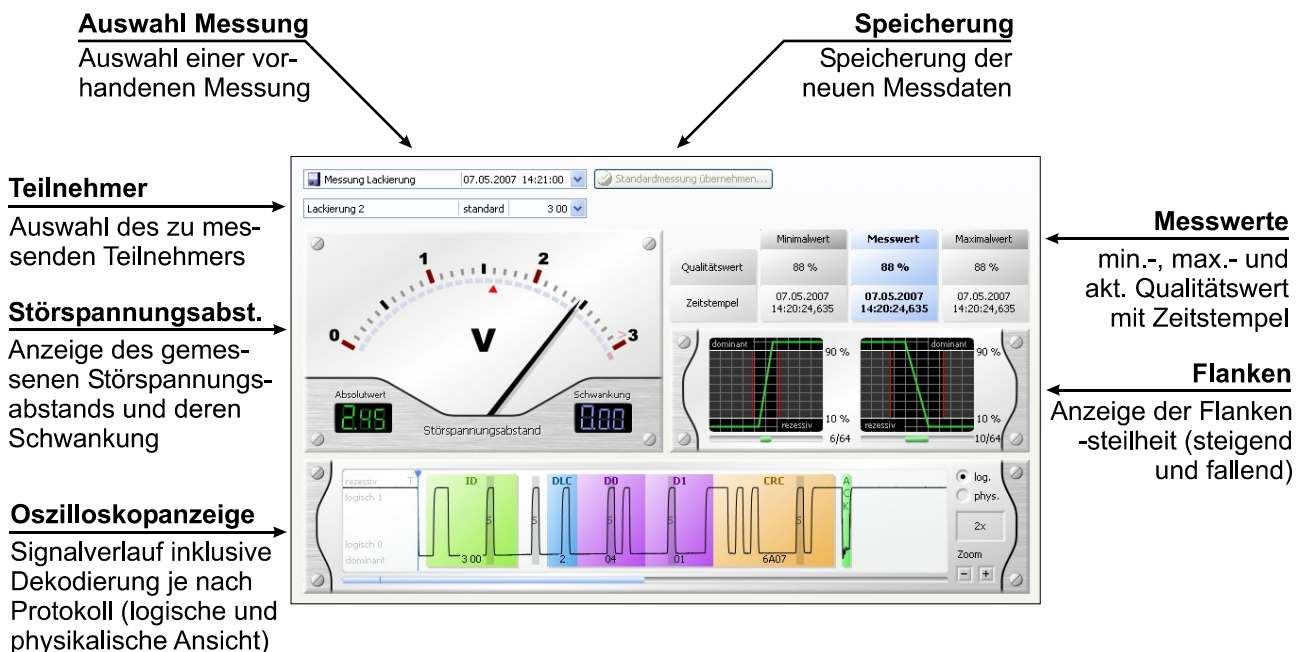 Auswahl Messung
Auswahl einer vor-
handenen Messung
Speicherung
Speicherung der
neuen Messdaten
Teilnehmer
Auswahl des zu mes-
senden Teilnehmers
Störspannungsabst.
Anzeige des gemes-
senen Störspannungs-
abstands und deren
Schwankung
Oszilloskopanzeige
Signalverlauf inklusive
Dekodierung je nach
Protokoll (logische und
physikalische Ansicht)
Messung Lackierung 07.05.2007 14:21:00
Standardmessung übernehmen...
Lackierung 2 standard 3 00
0 1 2 3
V
Absolutwert
2.45
Schwankung
0.00
Störspannungsabstand
Minimalwert Messwert Maximalwert
Qualitätswert 88 % 88 % 88 %
Zeitstempel 07.05.2007 07.05.2007 07.05.2007
14:20:24,635 14:20:24,635 14:20:24,635
dominant 90 % dominant 90 %
10 % 10 %
rezessiv rezessiv
6/64 10/64
rezessiv T ID DLC D0 D1 CRC ACK
logisch 1
S S S S S
logisch 0
dominant
3 00 2 04 01 6A07
log.
phys.
2x
Zoom
- +
Messwerte
min.-, max.- und
akt. Qualitätswert
mit Zeitstempel
Flanken
Anzeige der Flanken
-steilheit (steigend
und fallend)